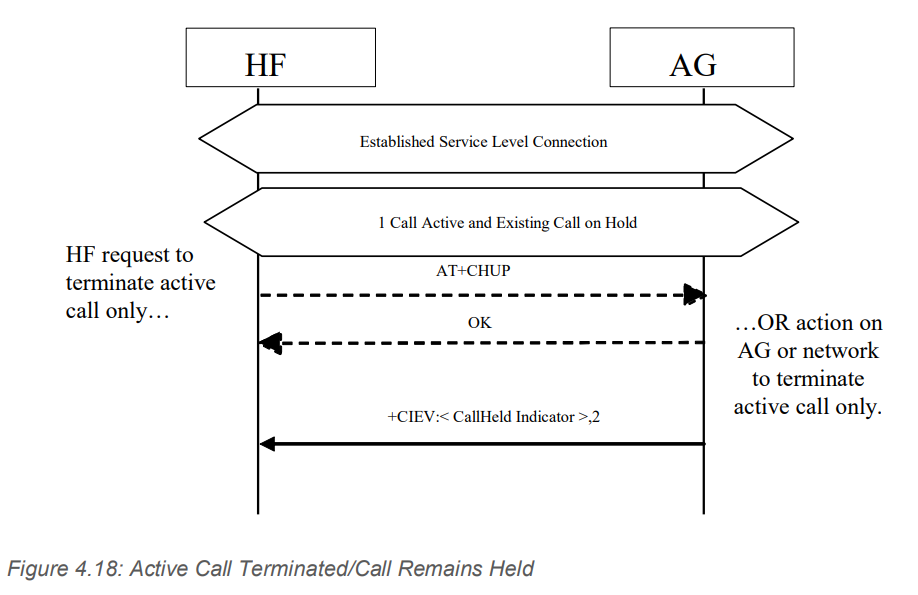 HF
AG
Established Service Level Connection
1 Call Active and Existing Call on Hold
HF request to
terminate active
call only…
AT+CHUP
OK
…OR action on
AG or network
to terminate
active call only.
+CIEV:< CallHeld Indicator >,2
Figure 4.18: Active Call Terminated/Call Remains Held